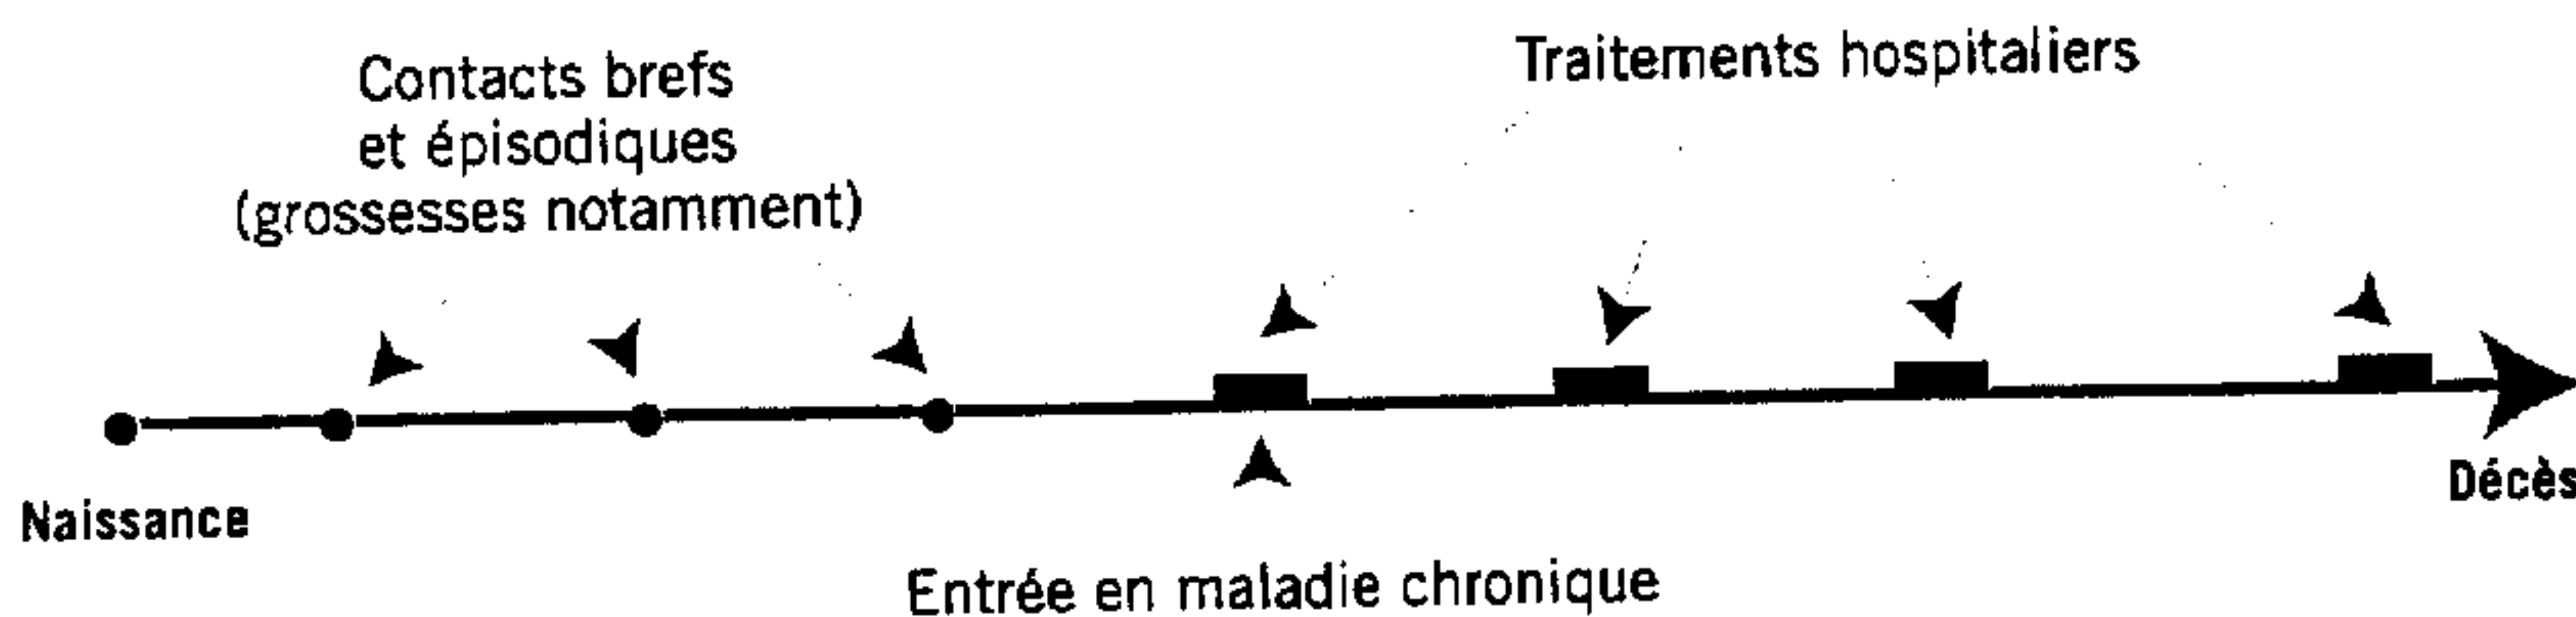 Contacts brefs
et épisodiques
(grossesses notamment)
Traitements hospitaliers
Naissance
Décès
Entrée en maladie chronique